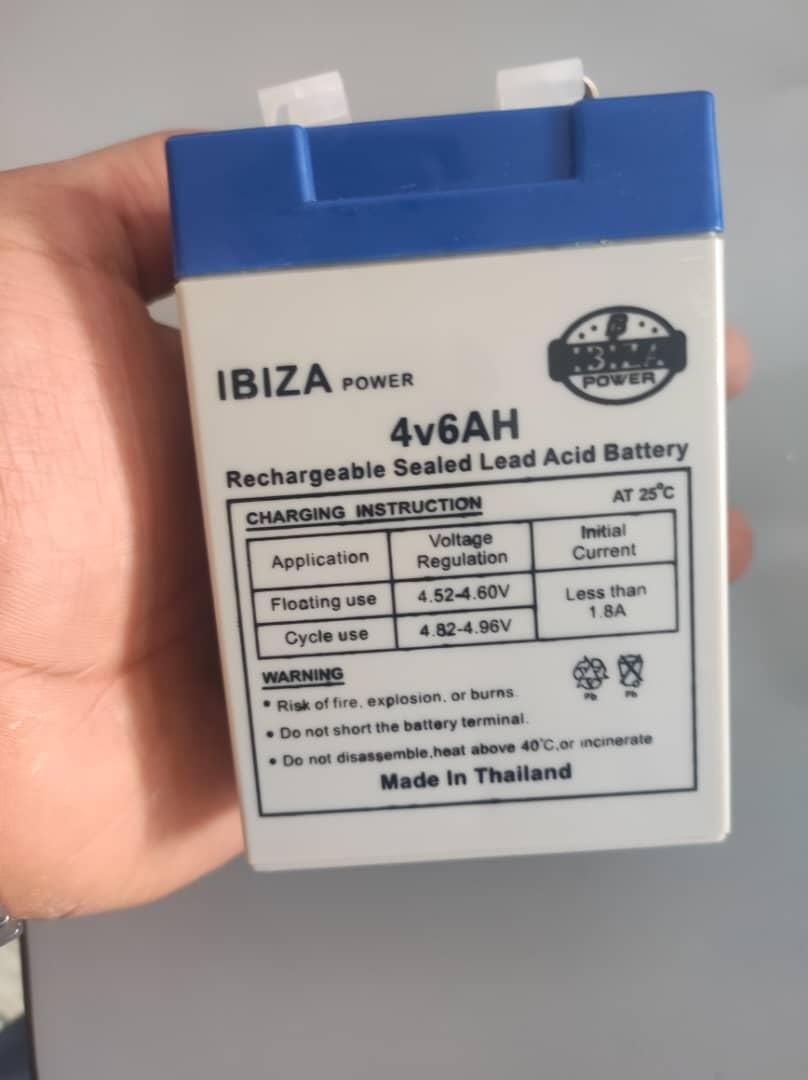 IBIZA POWER
B
IBIZA
POWER
4v6AH
Rechargeable Sealed Lead Acid Battery
CHARGING INSTRUCTION AT 25°C
Application Voltage Regulation Initial Current
Floating use 4.52-4.60V Less than 1.8A
Cycle use 4.82-4.96V
WARNING
• Risk of fire, explosion, or burns.
• Do not short the battery terminal.
• Do not disassemble,heat above 40°C,or incinerate
Pb Pb
Made In Thailand